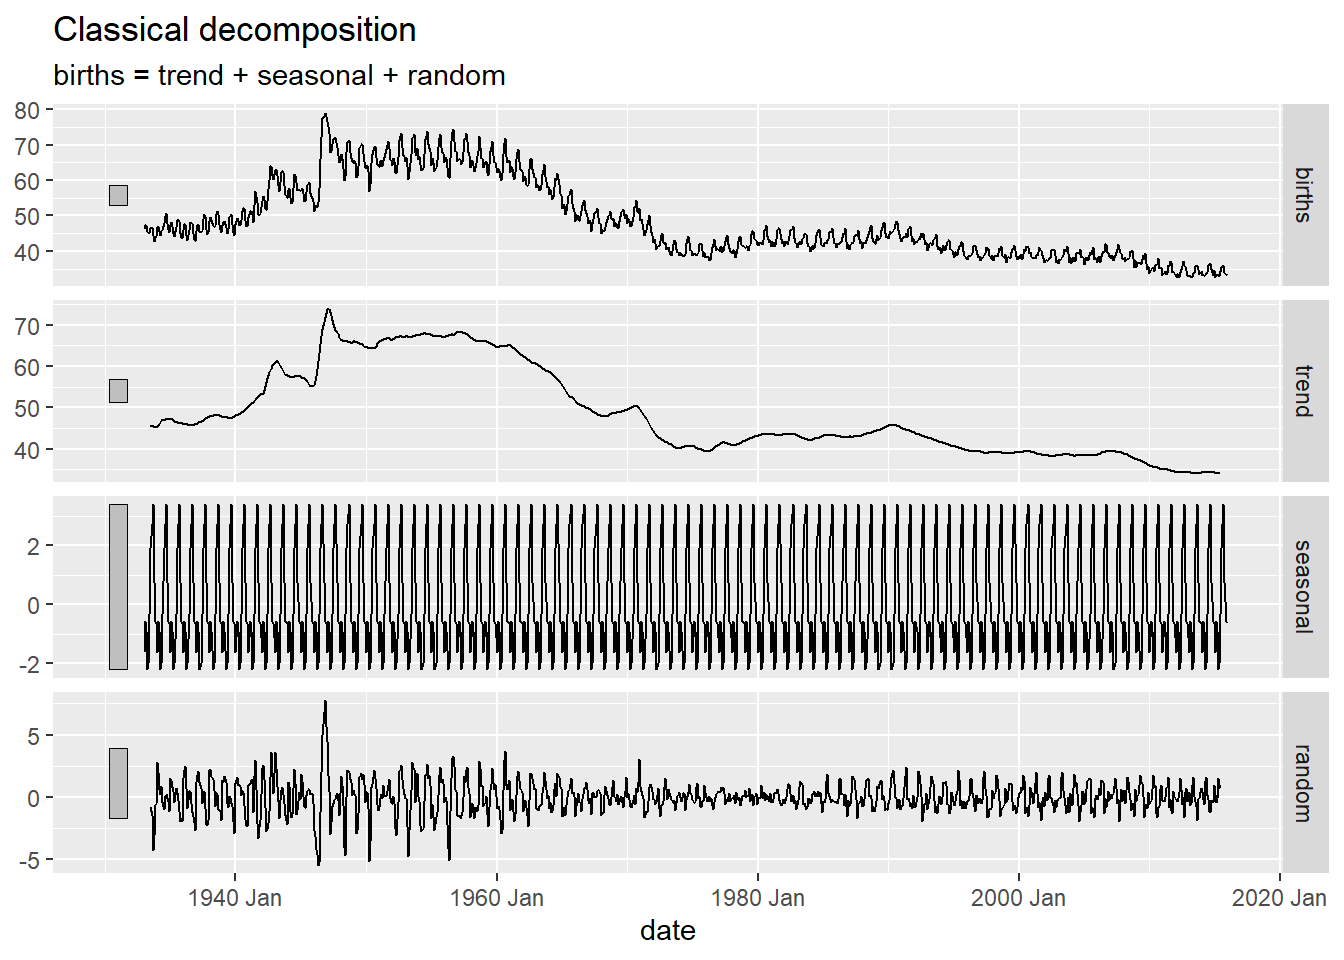 Classical decomposition
births = trend + seasonal + random
80
70
60
50
40
births
70
60
50
40
trend
2
0
-2
seasonal
5
0
-5
random
1940 Jan 1960 Jan 1980 Jan 2000 Jan 2020 Jan
date